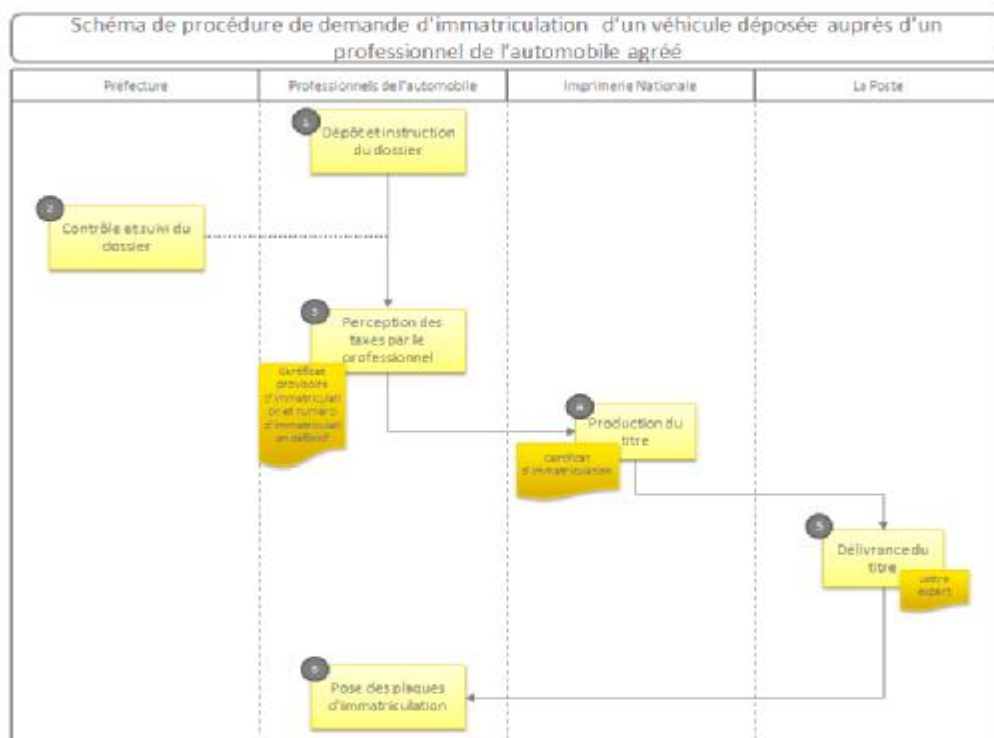 Schéma de procédure de demande d'immatriculation d'un véhicule déposée auprès d'un
professionnel de l'automobile agréé
Préfecture
Professionnels de l'automobile
Imprimerie Nationale
La Poste
1
Dépôt et instruction
du dossier
2
Contrôle et suivi du
dossier
3
Perception des
taxes par le
professionnel
Certificat
provisoire
d'immatriculati
on et numéro
d'immatriculati
on définitif
4
Production du
titre
Certificat
d'immatriculation
5
Délivrance du
titre
Lettre
expert
6
Pose des plaques
d'immatriculation